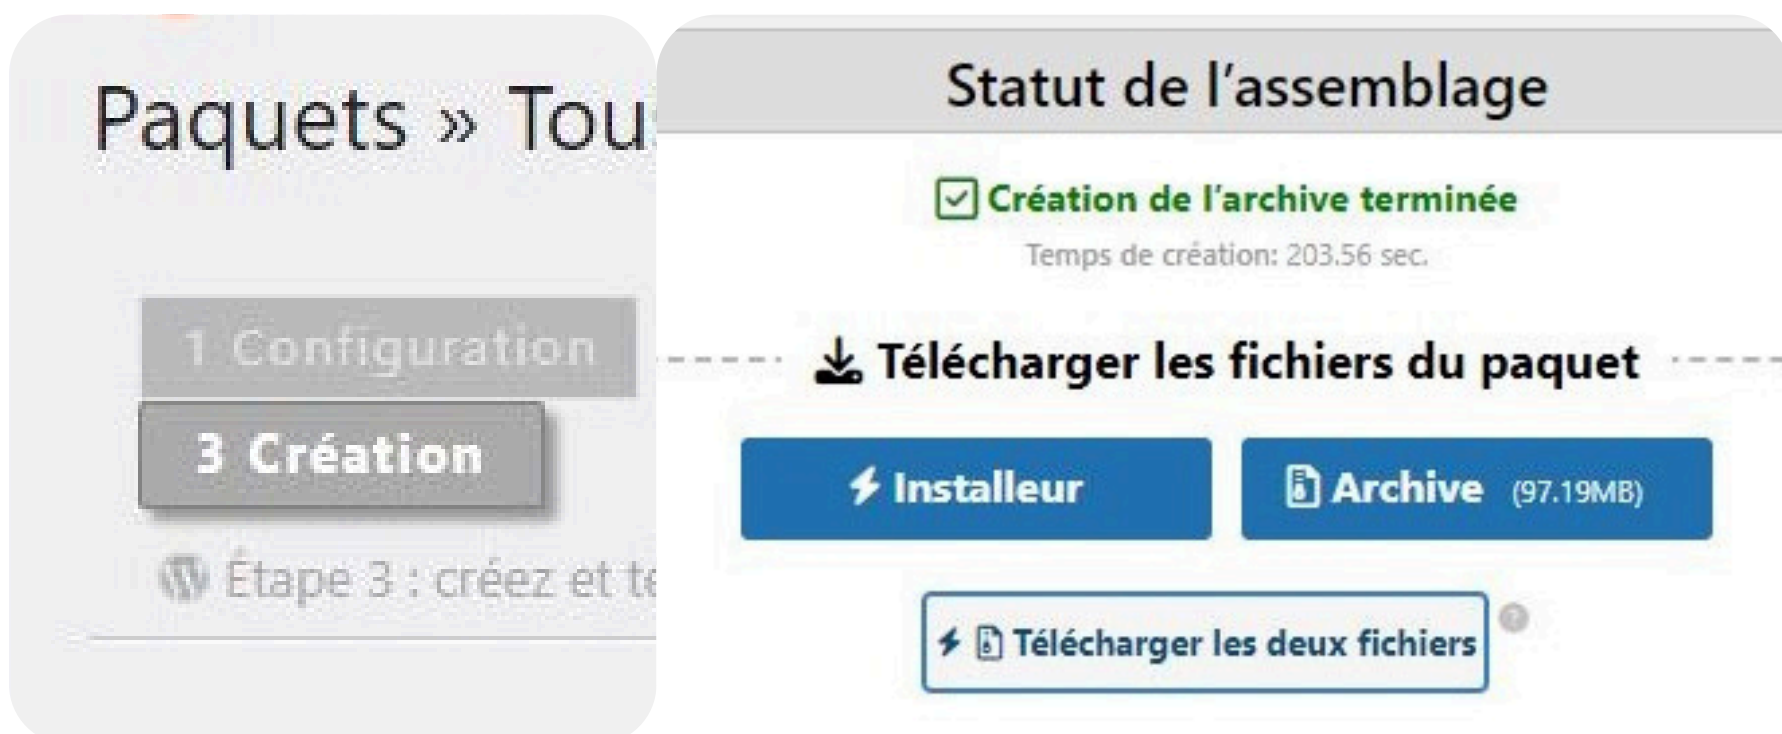 Paquets » Tous
1 Configuration
3 Création
Étape 3 : créez et te
Statut de l’assemblage
Création de l’archive terminée
Temps de création: 203.56 sec.
Télécharger les fichiers du paquet
Installeur
Archive (97.19MB)
Télécharger les deux fichiers
?